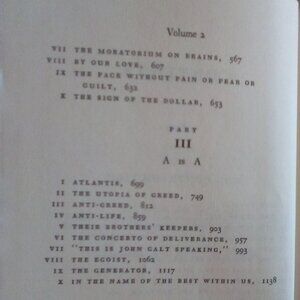 Volume 2
VII THE MORATORIUM ON BRAINS, 567
VIII BY OUR LOVE, 607
IX THE FACE WITHOUT PAIN OR FEAR OR
GUILT, 632
X THE SIGN OF THE DOLLAR, 653
PART
III
A IS A
I ATLANTIS, 699
II THE UTOPIA OF GREED, 749
III ANTI-GREED, 812
IV ANTI-LIFE, 859
V THEIR BROTHERS' KEEPERS, 903
VI THE CONCERTO OF DELIVERANCE, 957
VII "THIS IS JOHN GALT SPEAKING," 993
VIII THE EGOIST, 1062
IX THE GENERATOR, 1117
X IN THE NAME OF THE BEST WITHIN US, 1138